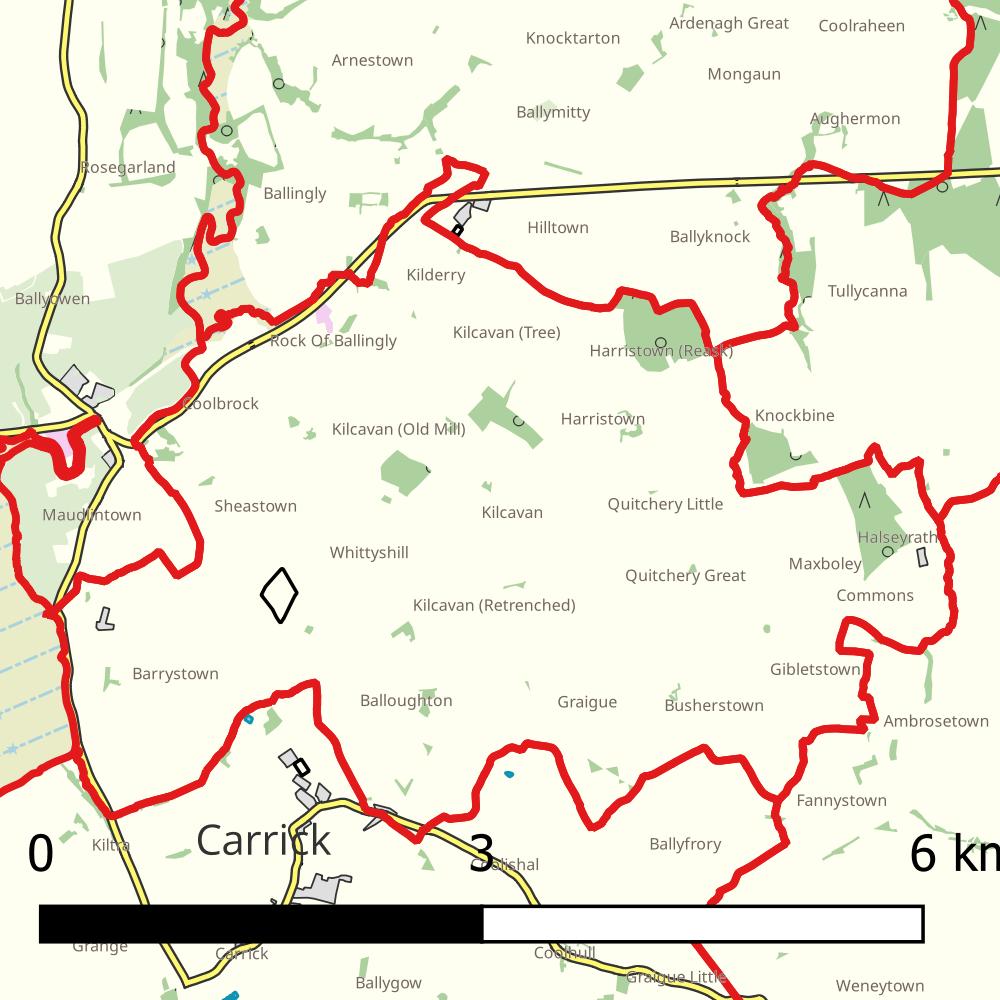 Ardenagh Great
Coolraheen
Knocktarton
Arnestown
Mongaun
Ballymitty
Aughermon
Rosegarland
Ballingly
Hilltown
Ballyknock
Kilderry
Tullycanna
Ballyowen
Kilcavan (Tree)
Rock Of Ballingly
Harristown (Reask)
Coolbrock
Knockbine
Harristown
Kilcavan (Old Mill)
Quitchery Little
Sheastown
Kilcavan
Maudlintown
Halseyrath
Whittyshill
Maxboley
Quitchery Great
Commons
Kilcavan (Retrenched)
Gibletstown
Barrystown
Balloughton
Graigue
Busherstown
Ambrosetown
Fannystown
Carrick
Kiltra
Ballyfrory
0 3 6 km
Coolishal
Grange
Carrick
Coolhull
Graigue Little
Ballygow
Weneytown